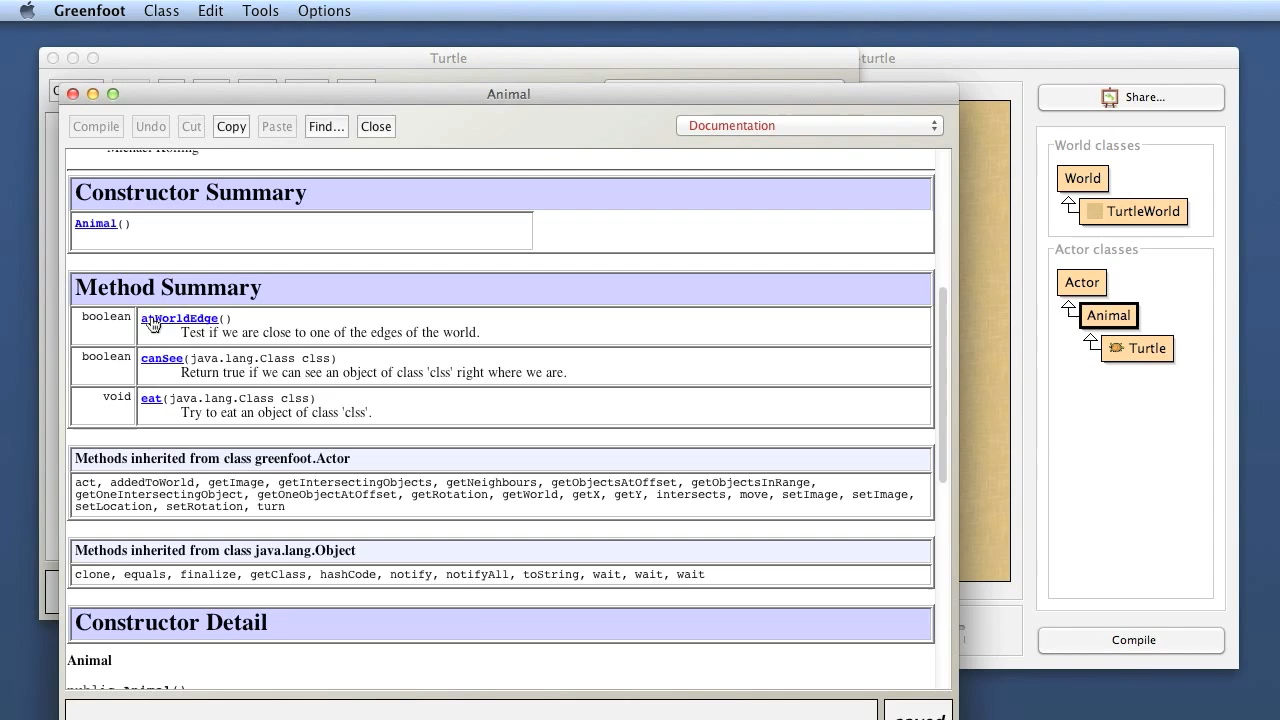 Greenfoot Class Edit Tools Options
Turtle
turtle
Animal
Share...
Compile Undo Cut Copy Paste Find... Close
Documentation
World classes
World
TurtleWorld
Actor classes
Actor
Animal
Turtle
Compile
Constructor Summary
Animal()
Method Summary
boolean atWorldEdge()
Test if we are close to one of the edges of the world.
boolean canSee(java.lang.Class clss)
Return true if we can see an object of class 'clss' right where we are.
void eat(java.lang.Class clss)
Try to eat an object of class 'clss'.
Methods inherited from class greenfoot.Actor
act, addedToWorld, getImage, getIntersectingObjects, getNeighbours, getObjectsAtOffset, getObjectsInRange,
getOneIntersectingObject, getOneObjectAtOffset, getRotation, getWorld, getX, getY, intersects, move, setImage, setImage,
setLocation, setRotation, turn
Methods inherited from class java.lang.Object
clone, equals, finalize, getClass, hashCode, notify, notifyAll, toString, wait, wait, wait
Constructor Detail
Animal
public Animal()
saved